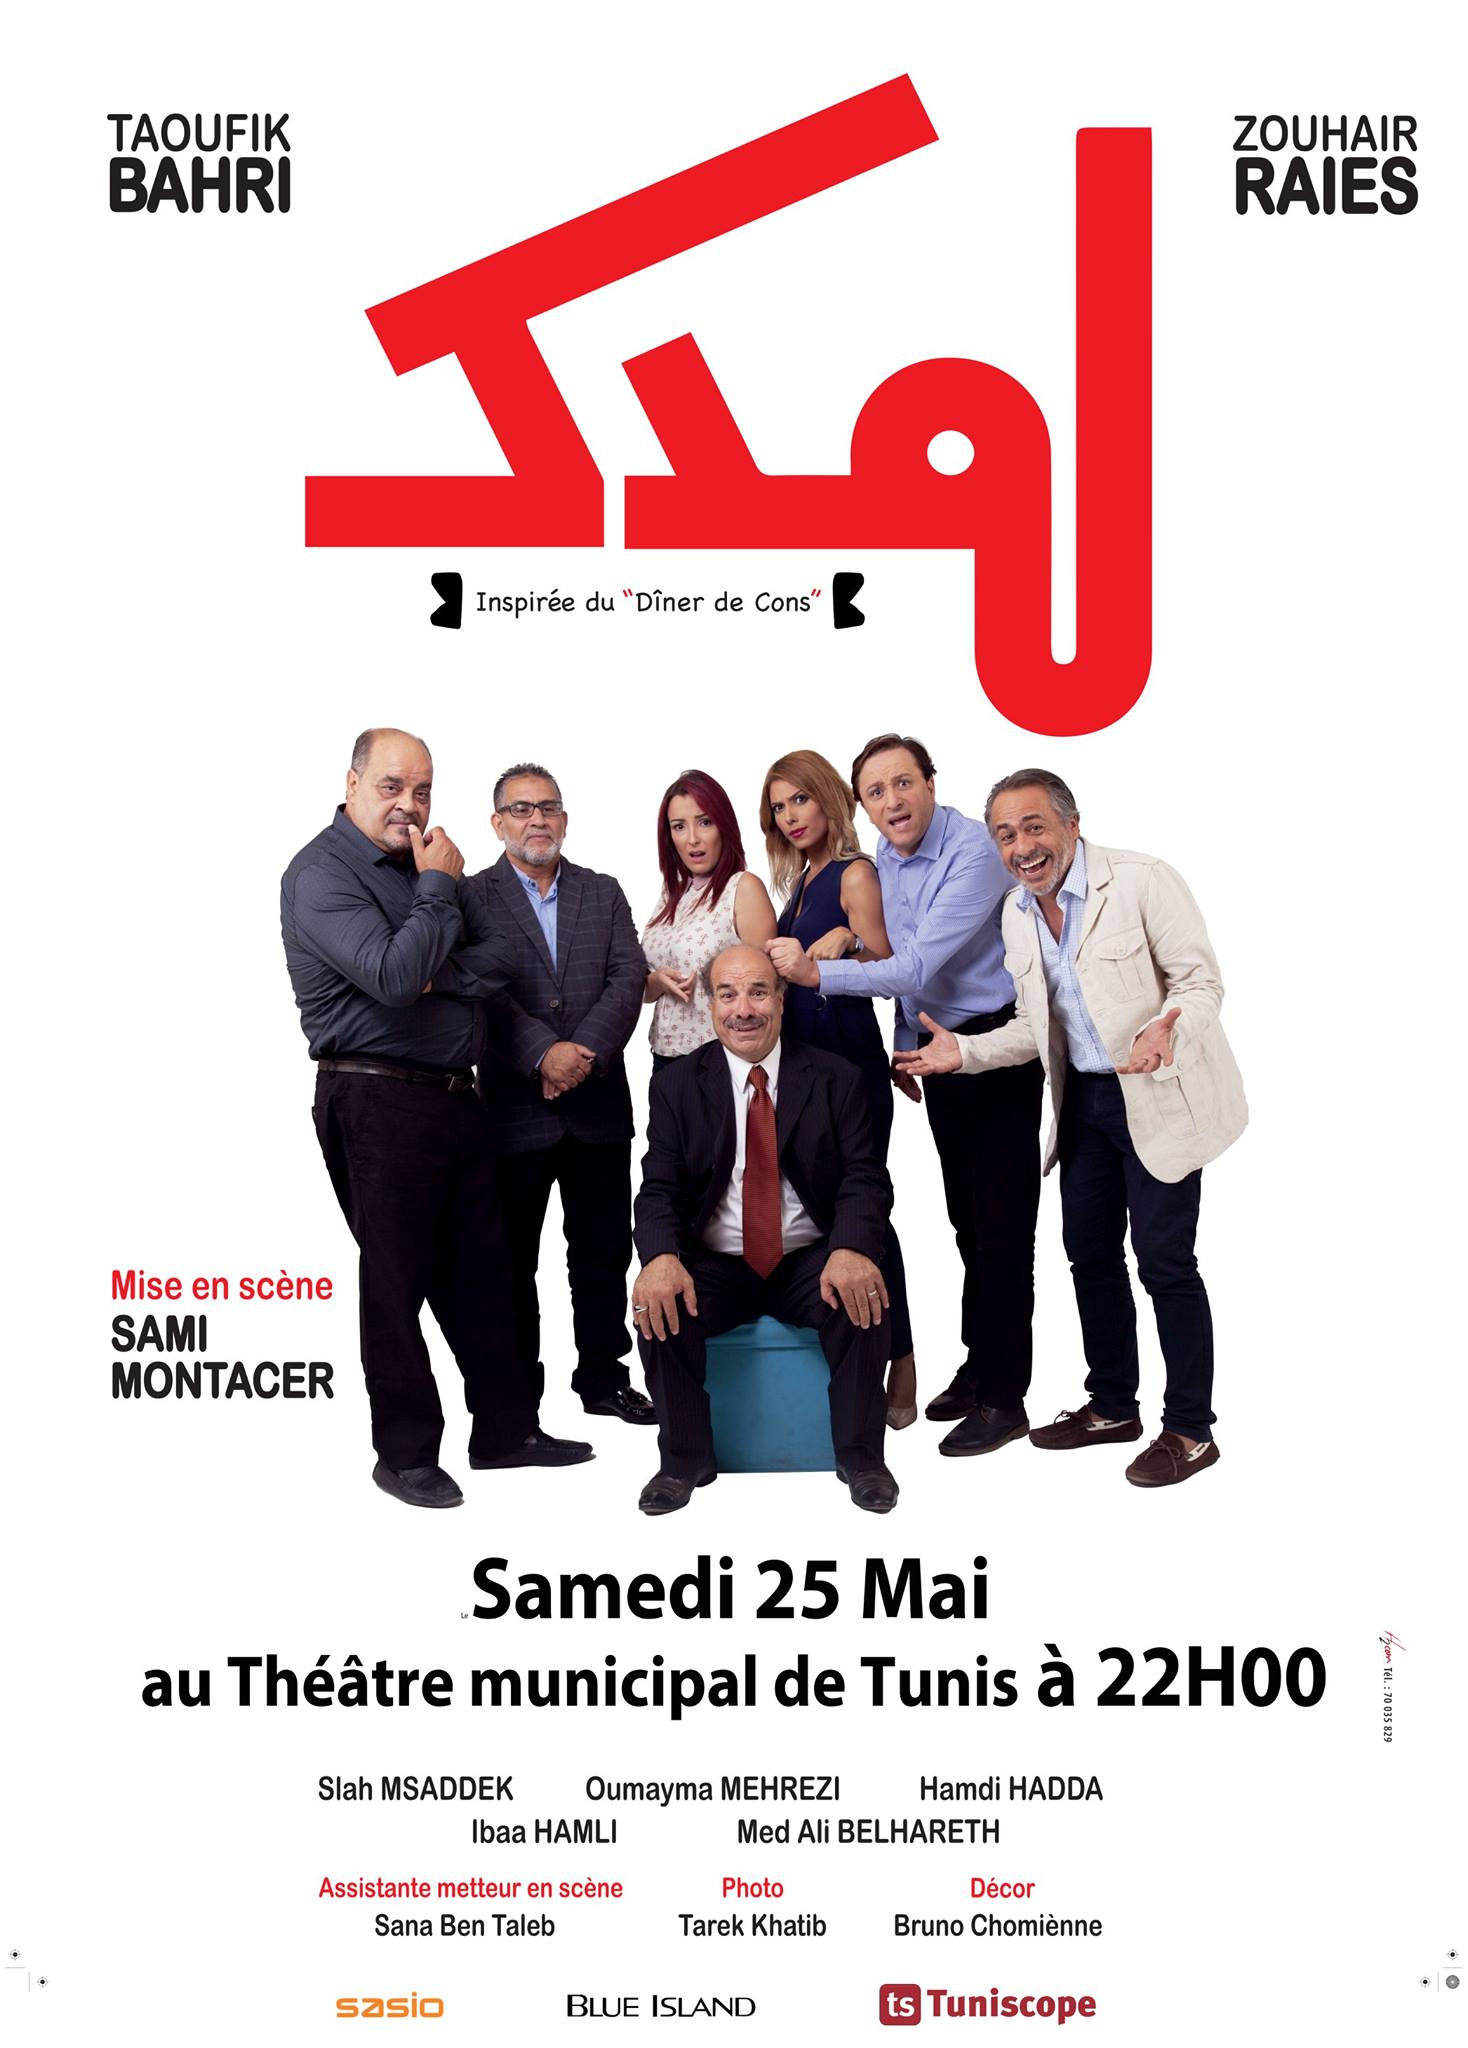 TAOUFIK
BAHRI
ZOUHAIR
RAIES
لمدك
Inspirée du "Dîner de Cons"
Mise en scène
SAMI
MONTACER
Le Samedi 25 Mai
au Théâtre municipal de Tunis à 22H00
Hycom Tél. : 70 035 829
Slah MSADDEK Oumayma MEHREZI Hamdi HADDA
Ibaa HAMLI Med Ali BELHARETH
Assistante metteur en scène Photo Décor
Sana Ben Taleb Tarek Khatib Bruno Chomiènne
sasio BLUE ISLAND ts Tuniscope